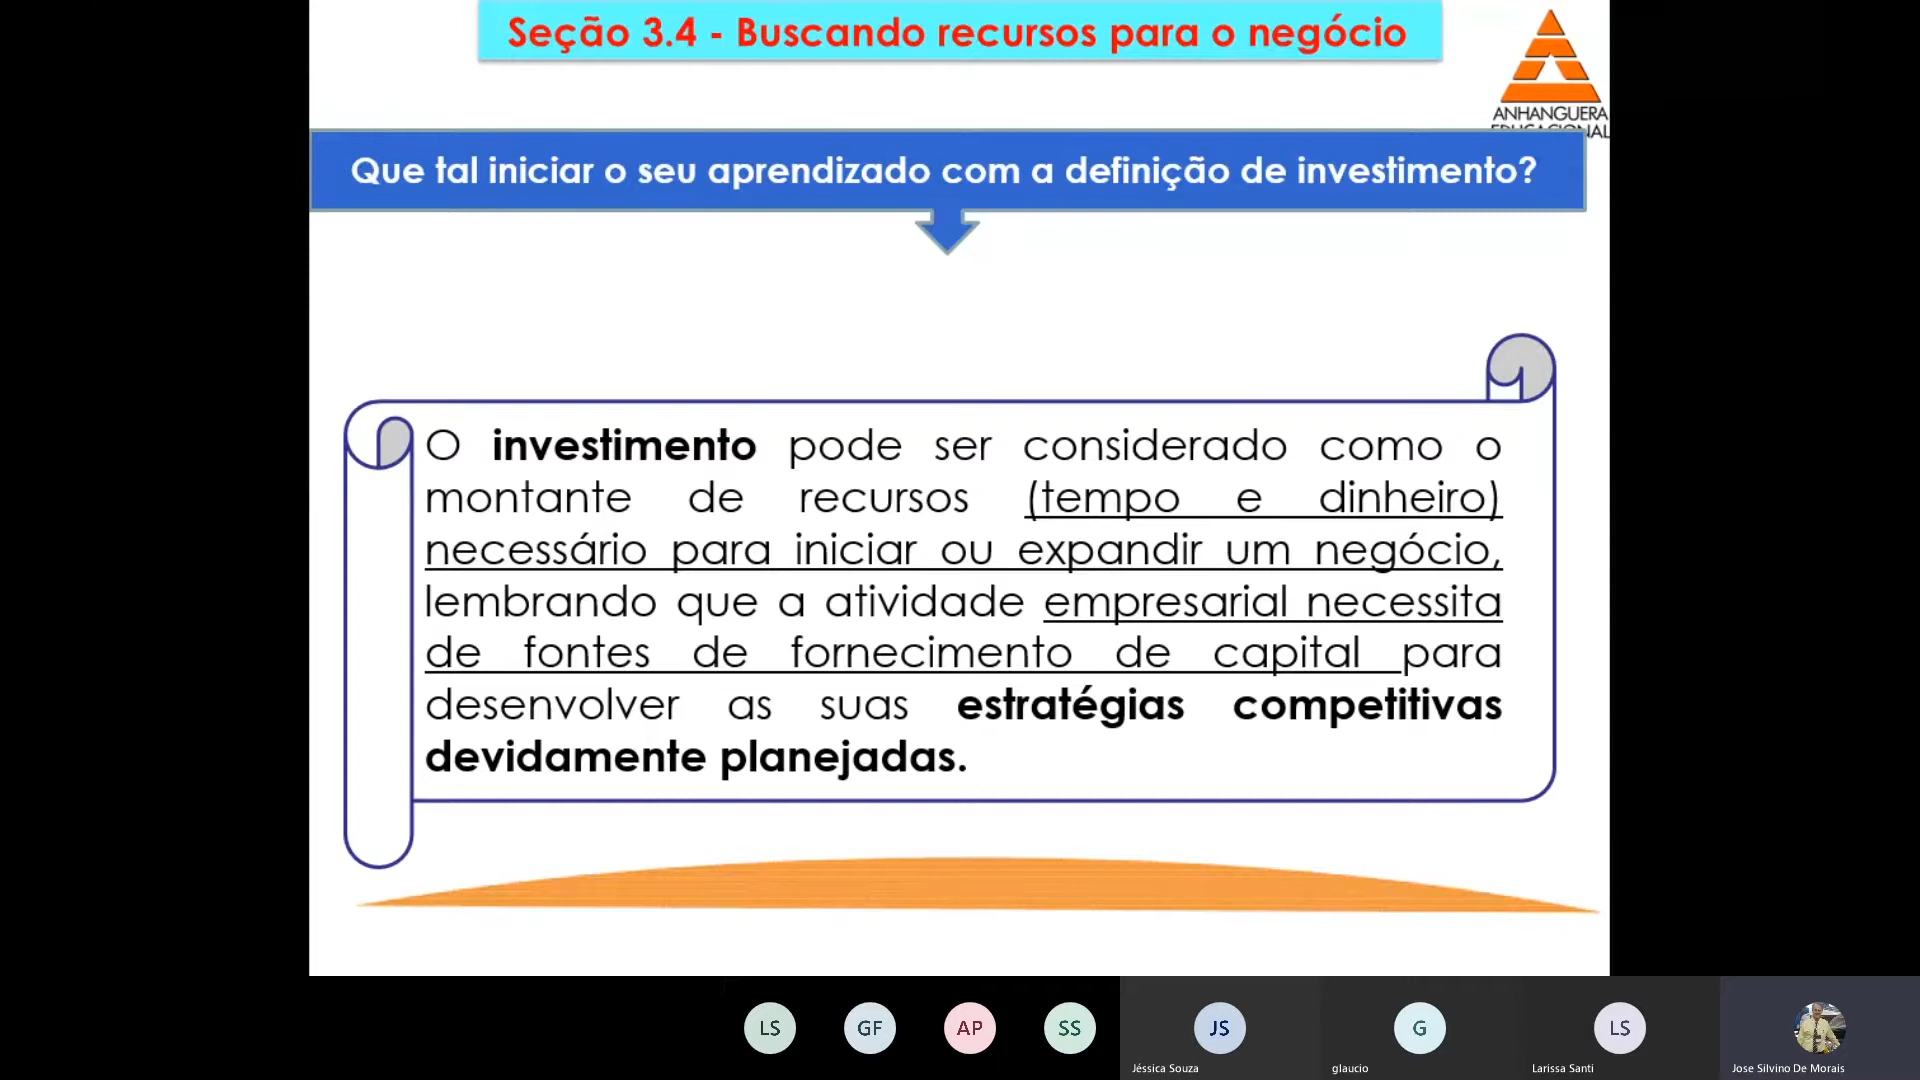 Seção 3.4 - Buscando recursos para o negócio
ANHANGUERA
EDUCACIONAL
Que tal iniciar o seu aprendizado com a definição de investimento?
O investimento pode ser considerado como o
montante de recursos (tempo e dinheiro)
necessário para iniciar ou expandir um negócio,
lembrando que a atividade empresarial necessita
de fontes de fornecimento de capital para
desenvolver as suas estratégias competitivas
devidamente planejadas.
LS GF AP SS JS G LS
Jéssica Souza glaucio Larissa Santi Jose Silvino De Morais